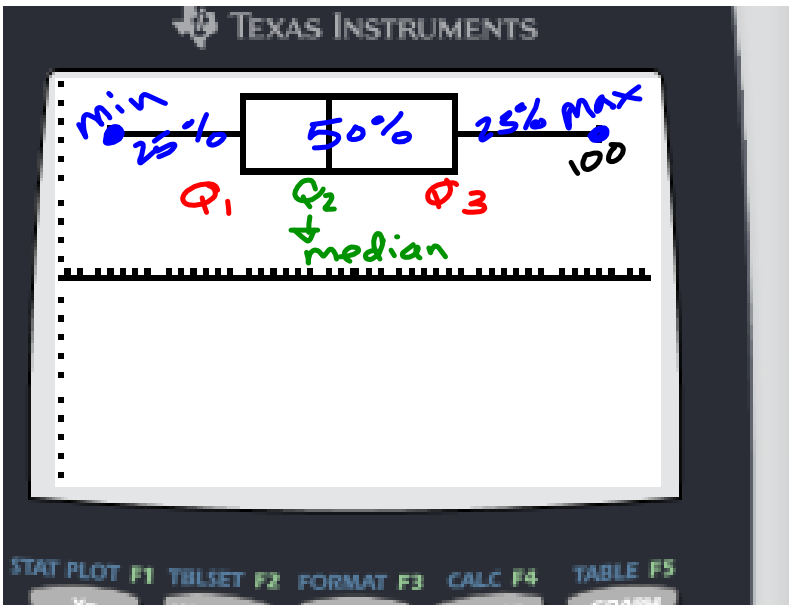 TEXAS INSTRUMENTS
min 25% 50% 25% max
100
Q1 Q2 Q3
median
STAT PLOT F1 TBLSET F2 FORMAT F3 CALC F4 TABLE F5